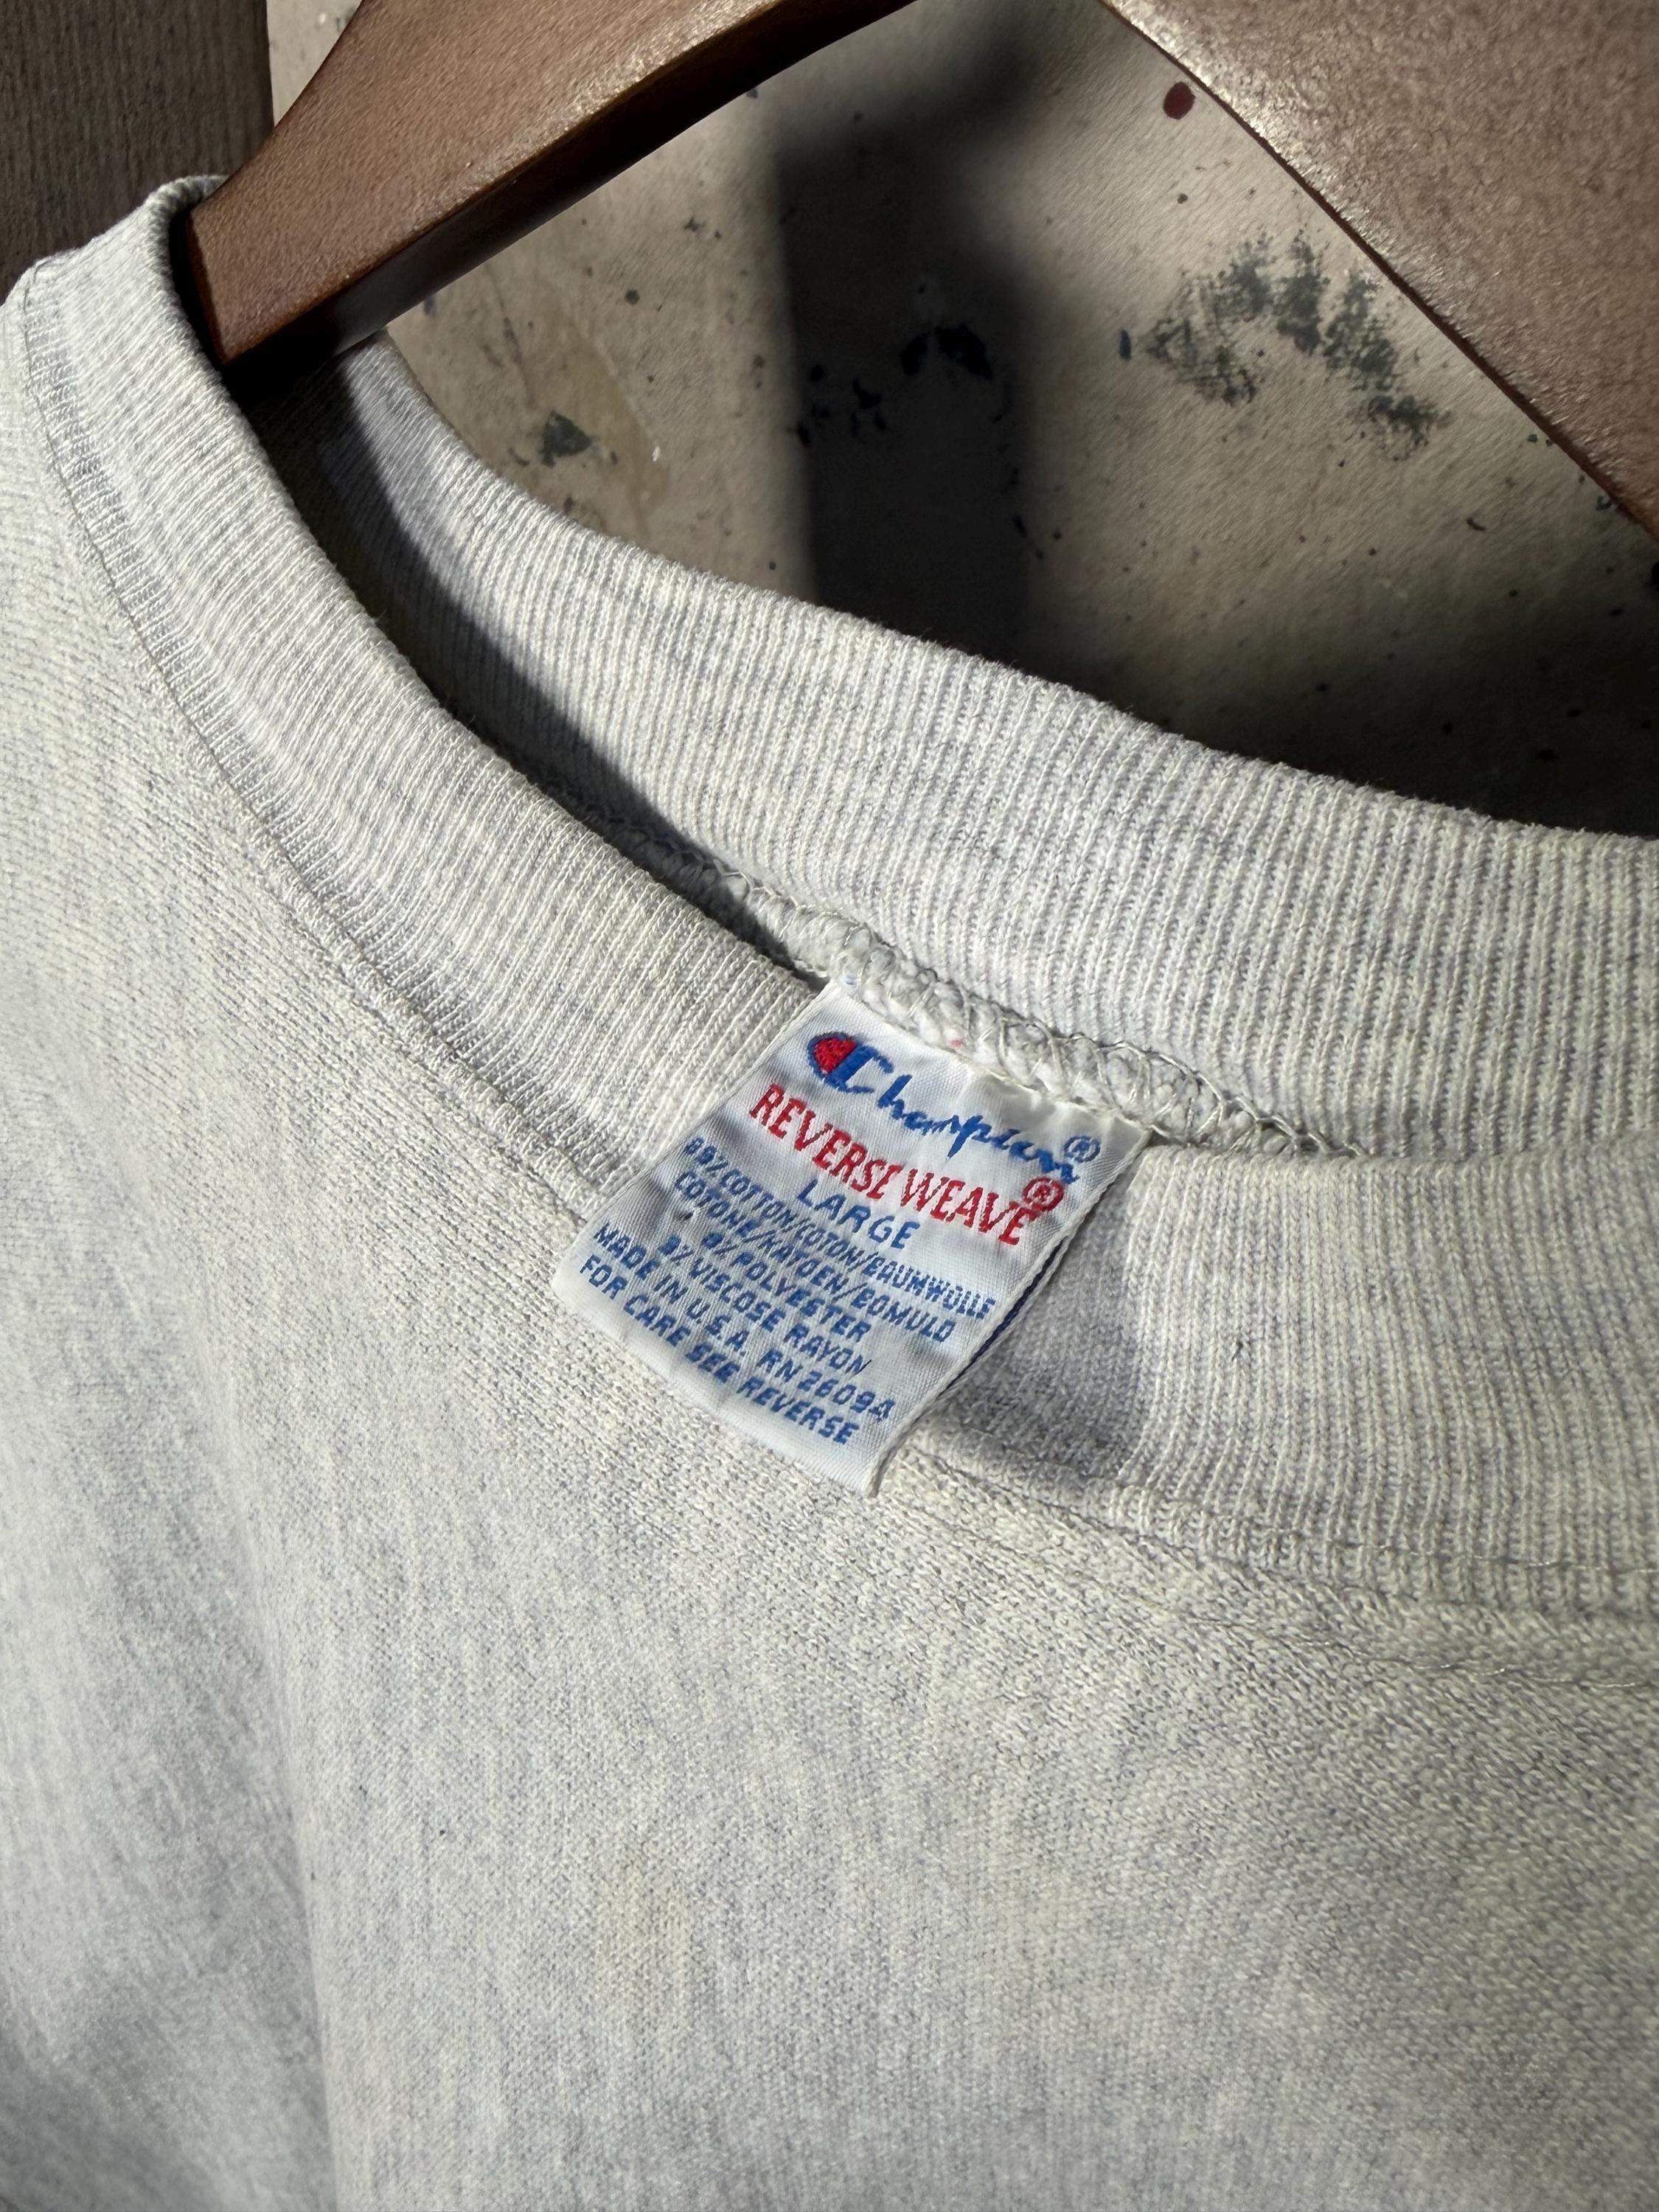 Champion®
REVERSE WEAVE®
LARGE
89% COTTON/COTON/BAUMWOLLE
COTONE/KATOEN/BOMULD
8% POLYESTER
3% VISCOSE RAYON
MADE IN U.S.A. RN 26094
FOR CARE SEE REVERSE